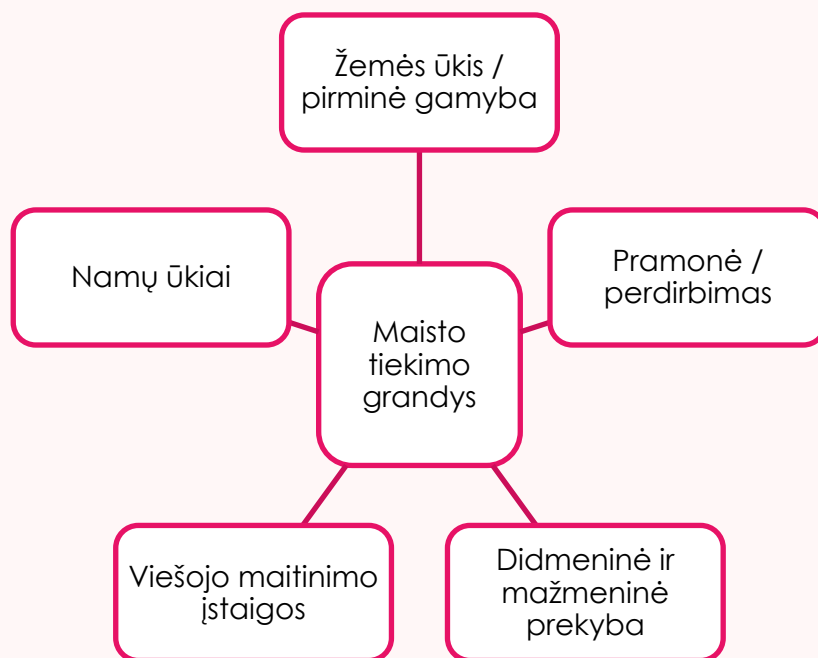 Žemės ūkis /
pirminė gamyba
Namų ūkiai
Pramonė /
perdirbimas
Maisto
tiekimo
grandys
Viešojo maitinimo
įstaigos
Didmeninė ir
mažmeninė
prekyba